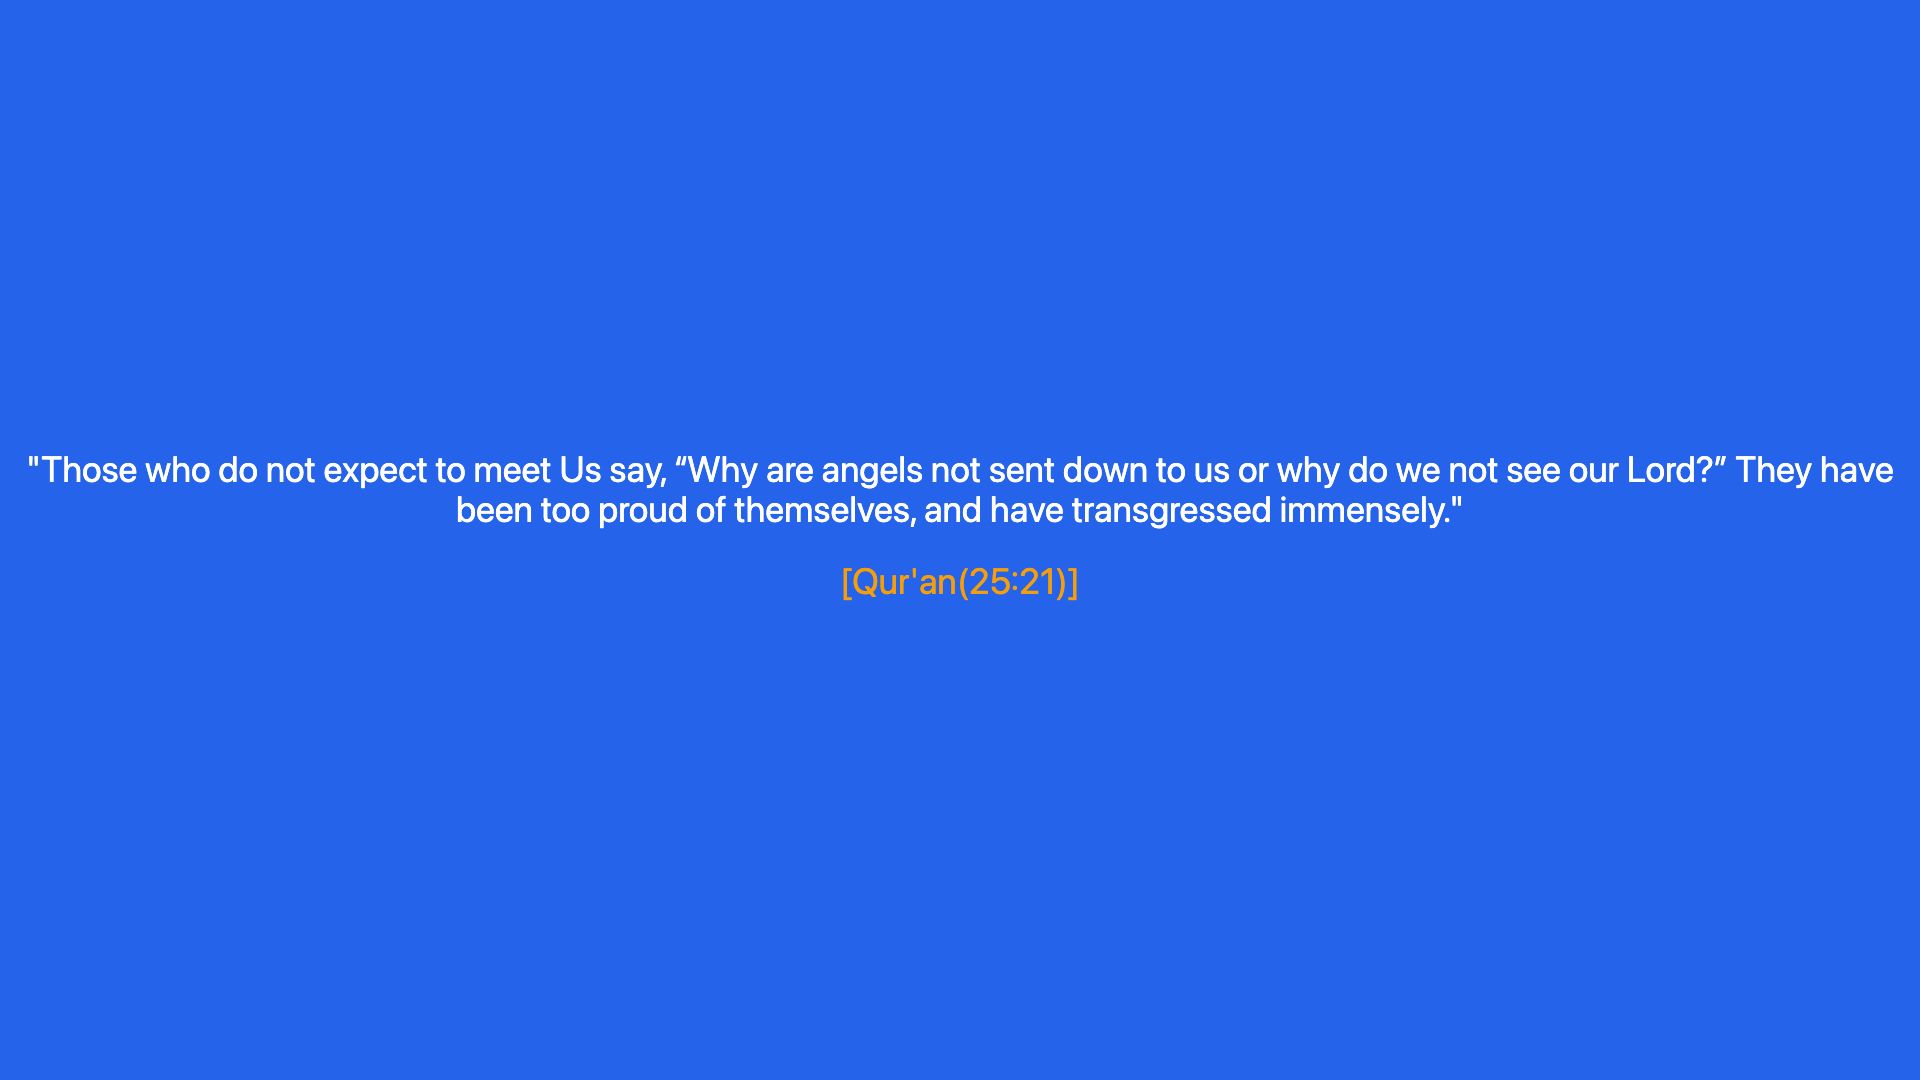 "Those who do not expect to meet Us say, “Why are angels not sent down to us or why do we not see our Lord?” They have
been too proud of themselves, and have transgressed immensely."
[Qur'an(25:21)]